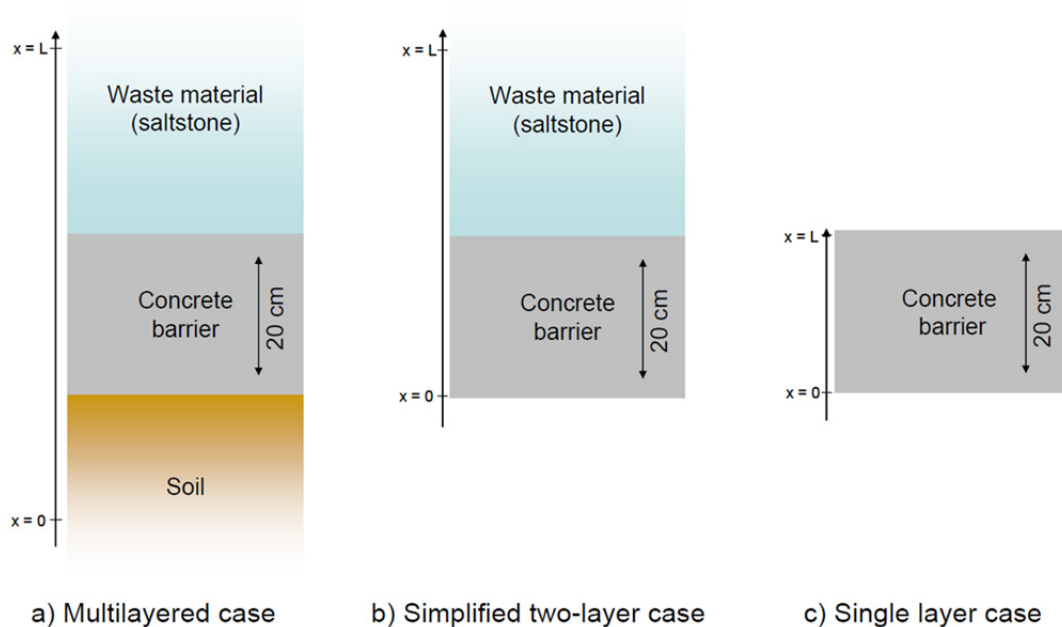 x = L
Waste material
(saltstone)
Concrete
barrier
20 cm
Soil
x = 0
a) Multilayered case
x = L
Waste material
(saltstone)
Concrete
barrier
20 cm
x = 0
b) Simplified two-layer case
x = L
Concrete
barrier
20 cm
x = 0
c) Single layer case